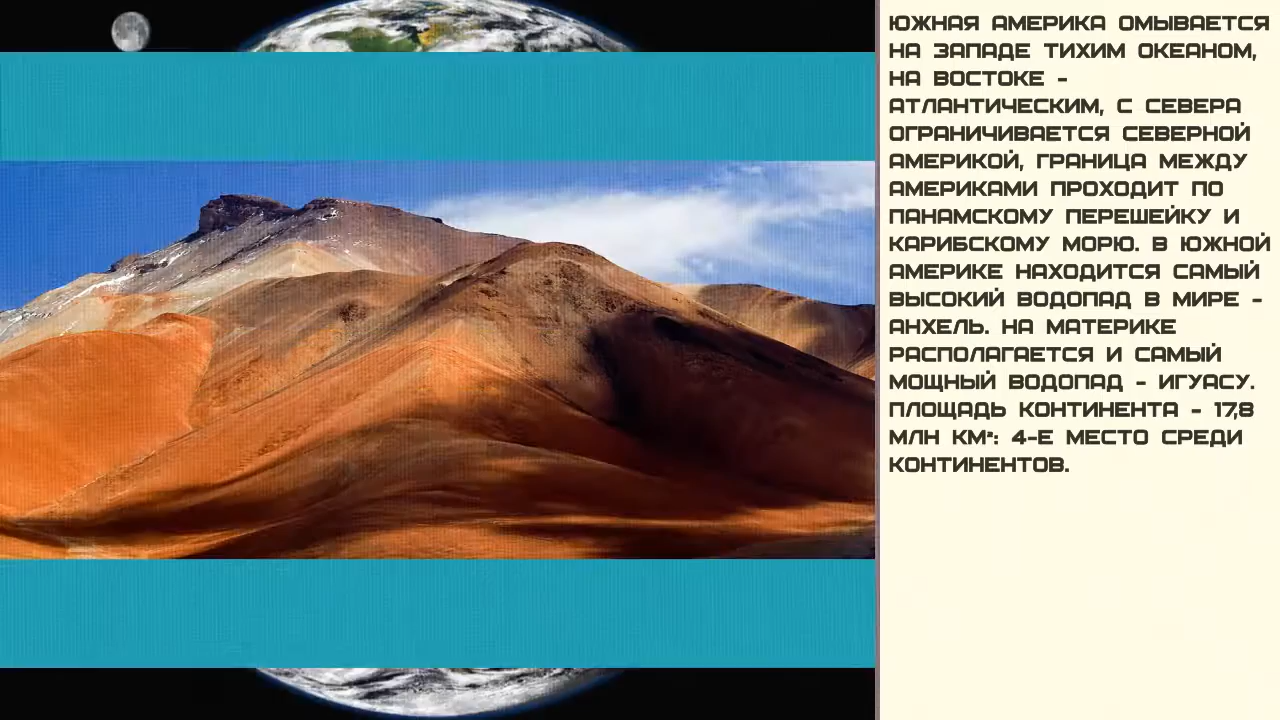 ЮЖНАЯ АМЕРИКА ОМЫВАЕТСЯ
НА ЗАПАДЕ ТИХИМ ОКЕАНОМ,
НА ВОСТОКЕ -
АТЛАНТИЧЕСКИМ, С СЕВЕРА
ОГРАНИЧИВАЕТСЯ СЕВЕРНОЙ
АМЕРИКОЙ, ГРАНИЦА МЕЖДУ
АМЕРИКАМИ ПРОХОДИТ ПО
ПАНАМСКОМУ ПЕРЕШЕЙКУ И
КАРИБСКОМУ МОРЮ. В ЮЖНОЙ
АМЕРИКЕ НАХОДИТСЯ САМЫЙ
ВЫСОКИЙ ВОДОПАД В МИРЕ -
АНХЕЛЬ. НА МАТЕРИКЕ
РАСПОЛАГАЕТСЯ И САМЫЙ
МОЩНЫЙ ВОДОПАД - ИГУАСУ.
ПЛОЩАДЬ КОНТИНЕНТА - 17,8
МЛН КМ²: 4-Е МЕСТО СРЕДИ
КОНТИНЕНТОВ.